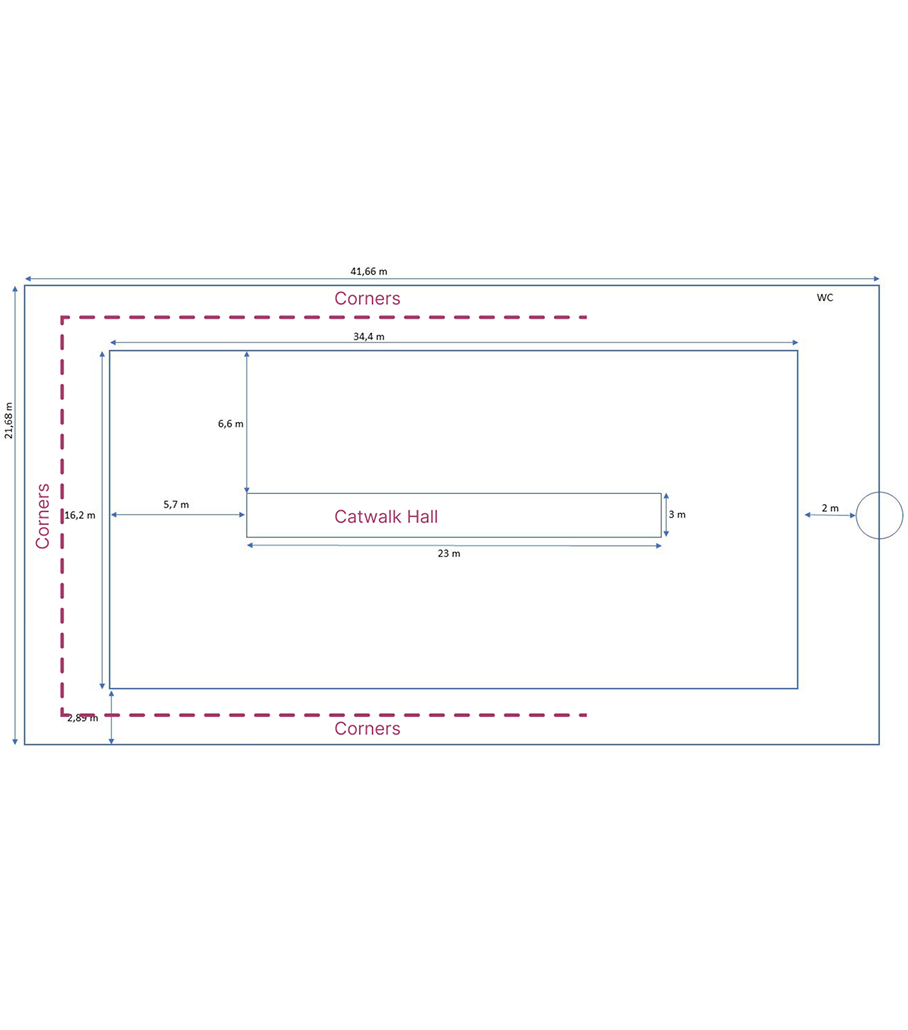 41,66 m
Corners
WC
34,4 m
21,68 m
6,6 m
Corners
16,2 m
5,7 m
Catwalk Hall
3 m
2 m
23 m
2,89 m
Corners